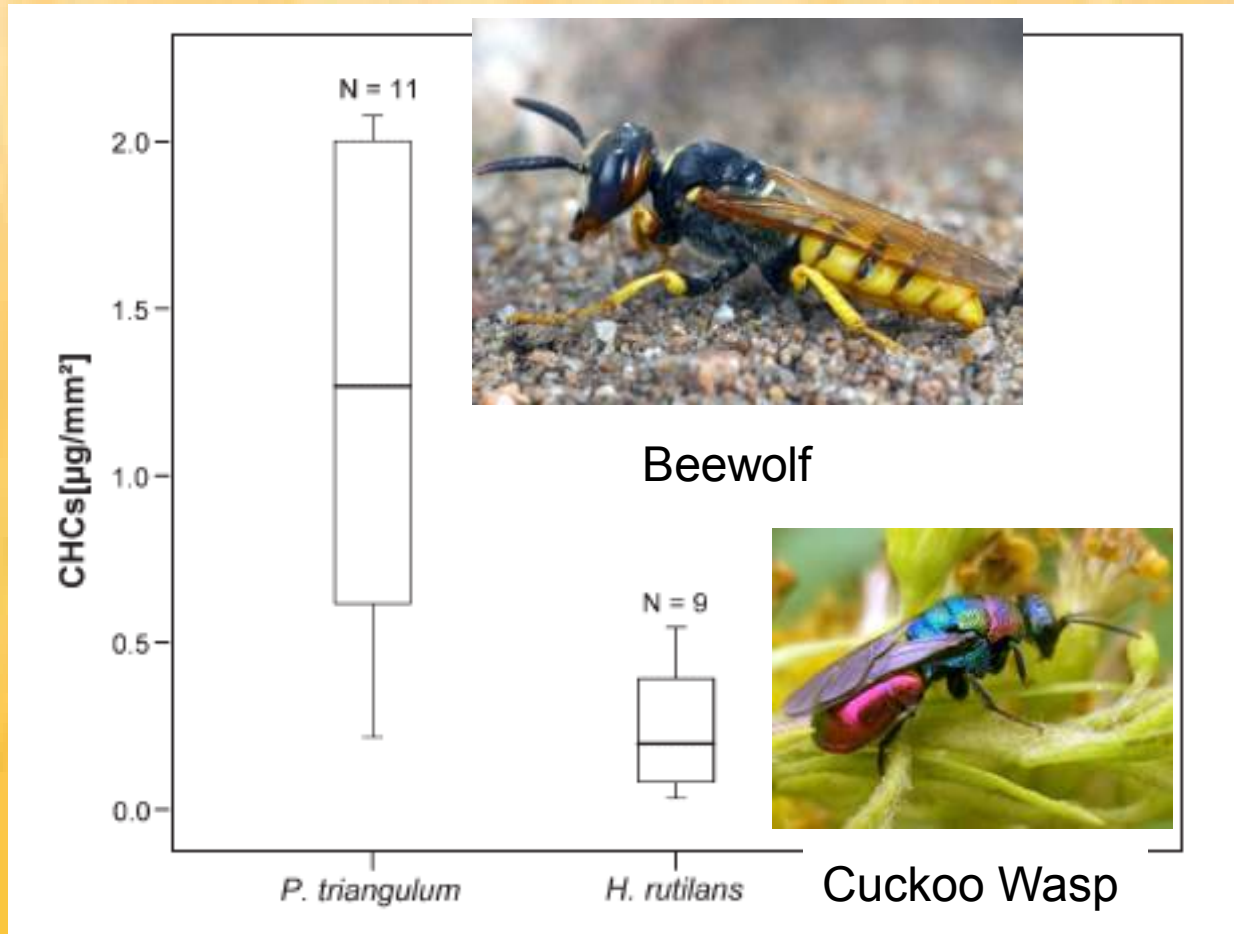 N = 11
2.0
1.5
1.0
0.5
0.0
CHCs[µg/mm²]
Beewolf
N = 9
P. triangulum
H. rutilans
Cuckoo Wasp